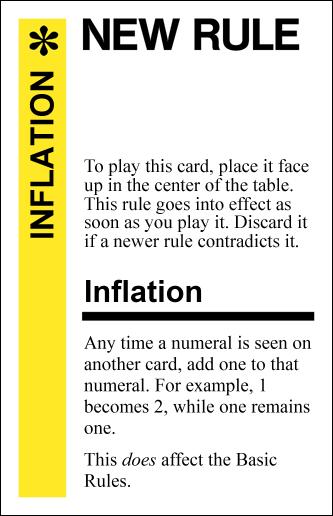 NEW RULE
* INFLATION
To play this card, place it face
up in the center of the table.
This rule goes into effect as
soon as you play it. Discard it
if a newer rule contradicts it.
Inflation
Any time a numeral is seen on
another card, add one to that
numeral. For example, 1
becomes 2, while one remains
one.
This does affect the Basic
Rules.